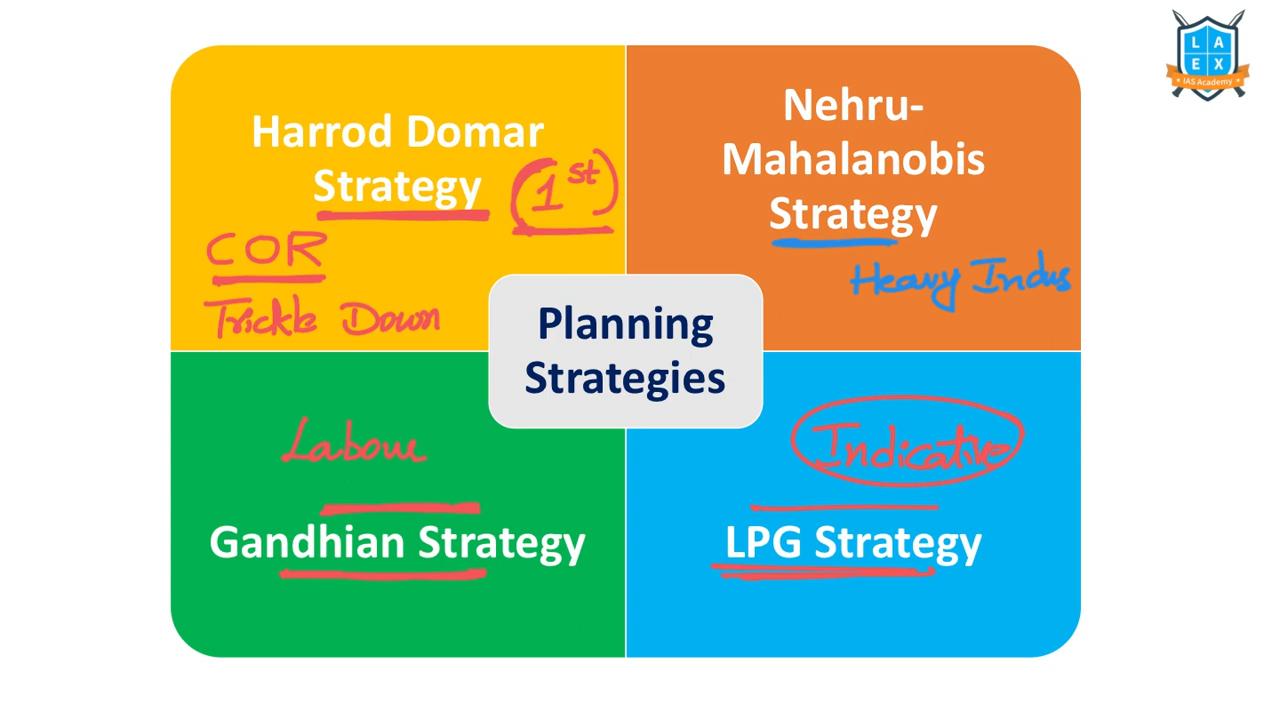 Harrod Domar
Strategy
(1st)
COR
Trickle Down
Nehru-
Mahalanobis
Strategy
Heavy Indus
Planning
Strategies
Labour
Gandhian Strategy
Indicative
LPG Strategy
L A
E X
IAS Academy